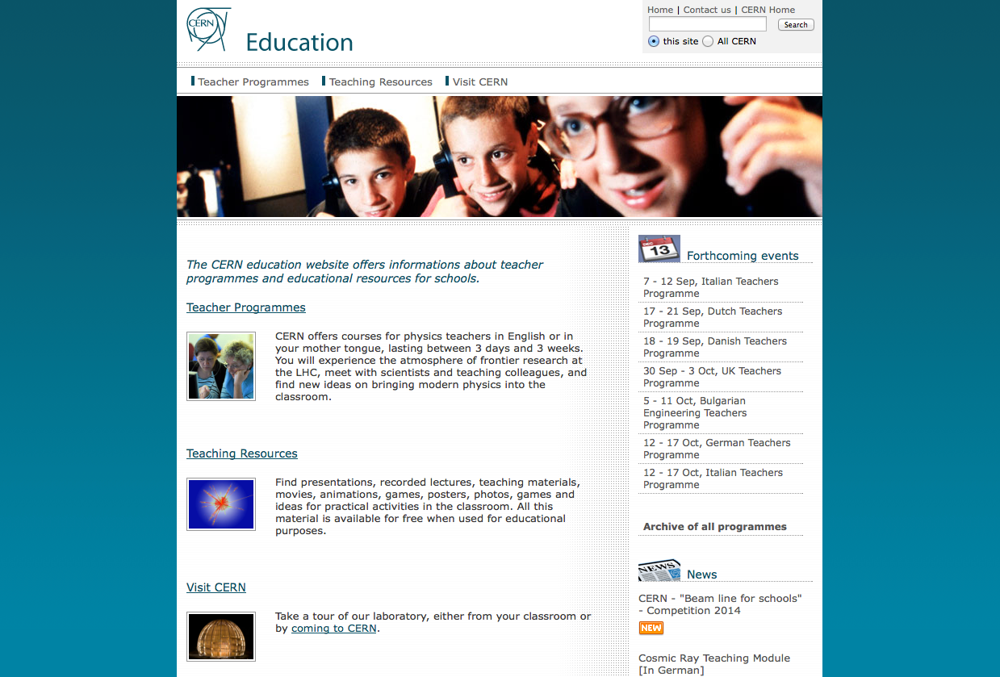 Home | Contact us | CERN Home
CERN
Education
Search
this site All CERN
Teacher Programmes Teaching Resources Visit CERN
The CERN education website offers informations about teacher
programmes and educational resources for schools.
Teacher Programmes
CERN offers courses for physics teachers in English or in
your mother tongue, lasting between 3 days and 3 weeks.
You will experience the atmosphere of frontier research at
the LHC, meet with scientists and teaching colleagues, and
find new ideas on bringing modern physics into the
classroom.
Teaching Resources
Find presentations, recorded lectures, teaching materials,
movies, animations, games, posters, photos, games and
ideas for practical activities in the classroom. All this
material is available for free when used for educational
purposes.
Visit CERN
Take a tour of our laboratory, either from your classroom or
by coming to CERN.
DEC
13
Forthcoming events
7 - 12 Sep, Italian Teachers
Programme
17 - 21 Sep, Dutch Teachers
Programme
18 - 19 Sep, Danish Teachers
Programme
30 Sep - 3 Oct, UK Teachers
Programme
5 - 11 Oct, Bulgarian
Engineering Teachers
Programme
12 - 17 Oct, German Teachers
Programme
12 - 17 Oct, Italian Teachers
Programme
Archive of all programmes
NEWS
News
CERN - "Beam line for schools"
- Competition 2014
NEW
Cosmic Ray Teaching Module
[In German]